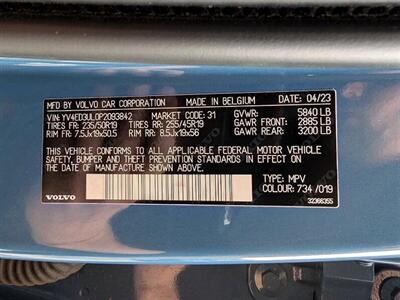 MFD BY VOLVO CAR CORPORATION MADE IN BELGIUM DATE: 04/23
VIN: YV4ED3UL0P2093842 MARKET CODE: 31 GVWR: 5840 LB
TIRES FR: 235/50R19 TIRES RR: 255/45R19 GAWR FRONT: 2885 LB
RIM FR: 7.5Jx19x50.5 RIM RR: 8.5Jx19x56 GAWR REAR: 3200 LB
THIS VEHICLE CONFORMS TO ALL APPLICABLE FEDERAL MOTOR VEHICLE
SAFETY, BUMPER AND THEFT PREVENTION STANDARDS IN EFFECT
ON THE DATE OF MANUFACTURE SHOWN ABOVE.
TYPE: MPV
COLOUR: 734 /019
VOLVO 32366355